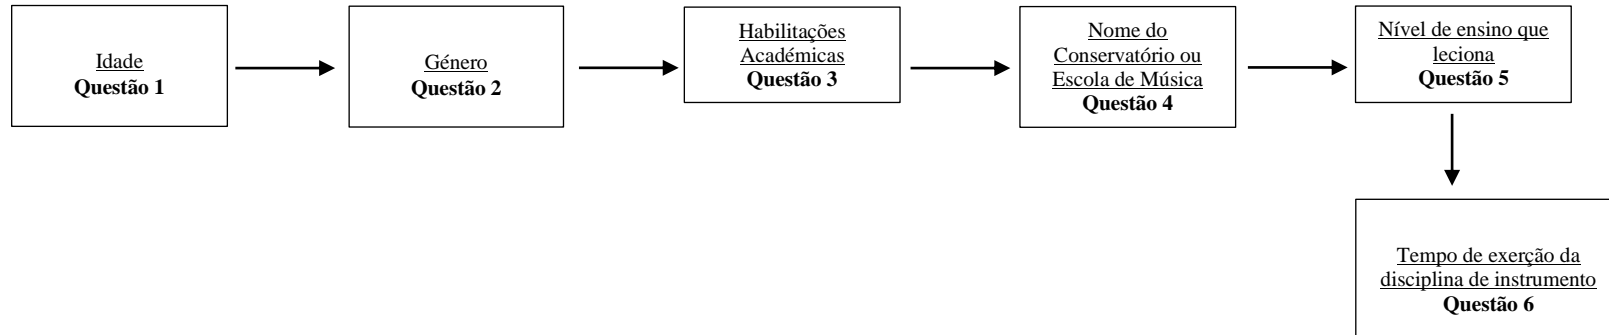 Idade
Questão 1
Género
Questão 2
Habilitações
Académicas
Questão 3
Nome do
Conservatório ou
Escola de Música
Questão 4
Nível de ensino que
leciona
Questão 5
Tempo de exerção da
disciplina de instrumento
Questão 6